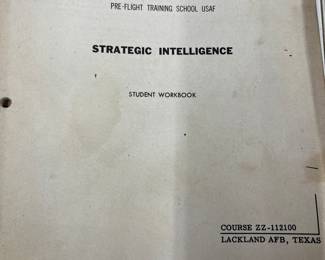 PRE-FLIGHT TRAINING SCHOOL USAF
STRATEGIC INTELLIGENCE
STUDENT WORKBOOK
COURSE ZZ-112100
LACKLAND AFB, TEXAS